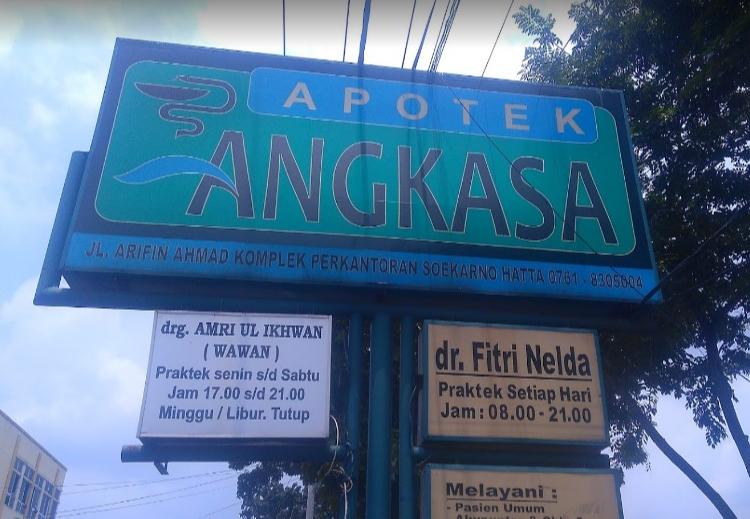 APOTEK
ANGKASA
JL. ARIFIN AHMAD KOMPLEK PERKANTORAN SOEKARNO HATTA 0761 - 8305004
drg. AMRI UL IKHWAN
( WAWAN )
Praktek senin s/d Sabtu
Jam 17.00 s/d 21.00
Minggu / Libur. Tutup
dr. Fitri Nelda
Praktek Setiap Hari
Jam : 08.00 - 21.00
Melayani :
- Pasien Umum